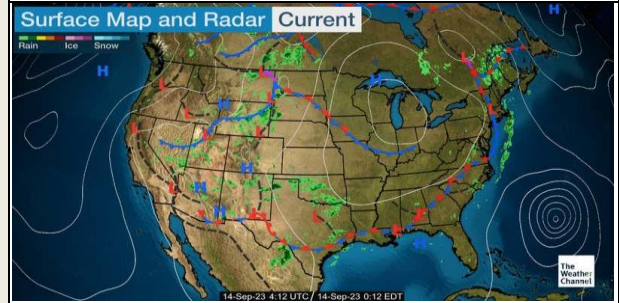 Surface Map and Radar Current
Rain Ice Snow
H
H
L
H
L
L
H
L
L
L
H
H
L
H
L
L
L
L
L
H
H
The
Weather
Channel
14-Sep-23 4:12 UTC / 14-Sep-23 0:12 EDT